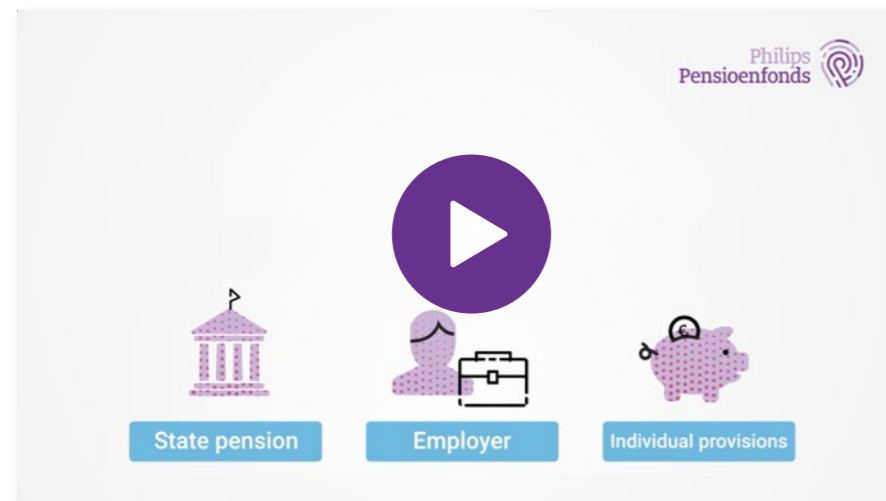 Philips
Pensioenfonds
State pension
Employer
Individual provisions